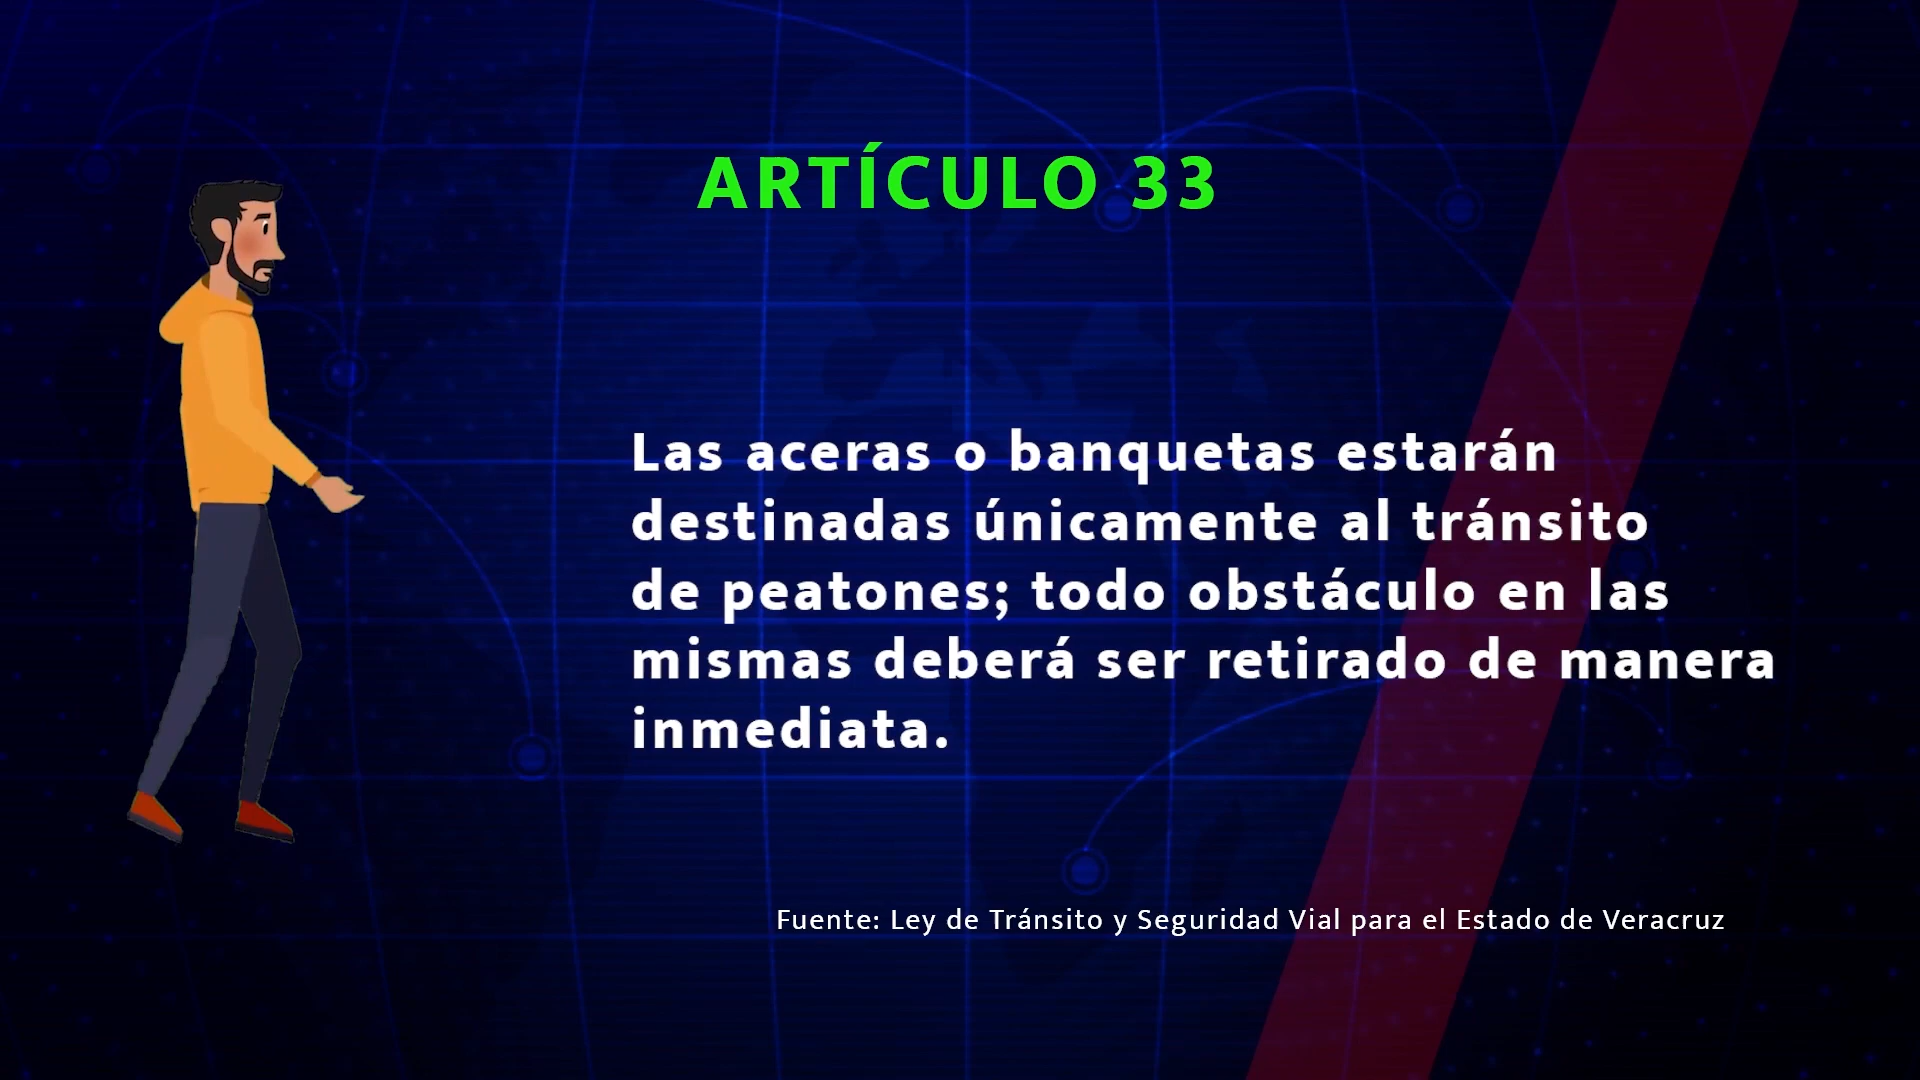 ARTÍCULO 33
Las aceras o banquetas estarán
destinadas únicamente al tránsito
de peatones; todo obstáculo en las
mismas deberá ser retirado de manera
inmediata.
Fuente: Ley de Tránsito y Seguridad Vial para el Estado de Veracruz